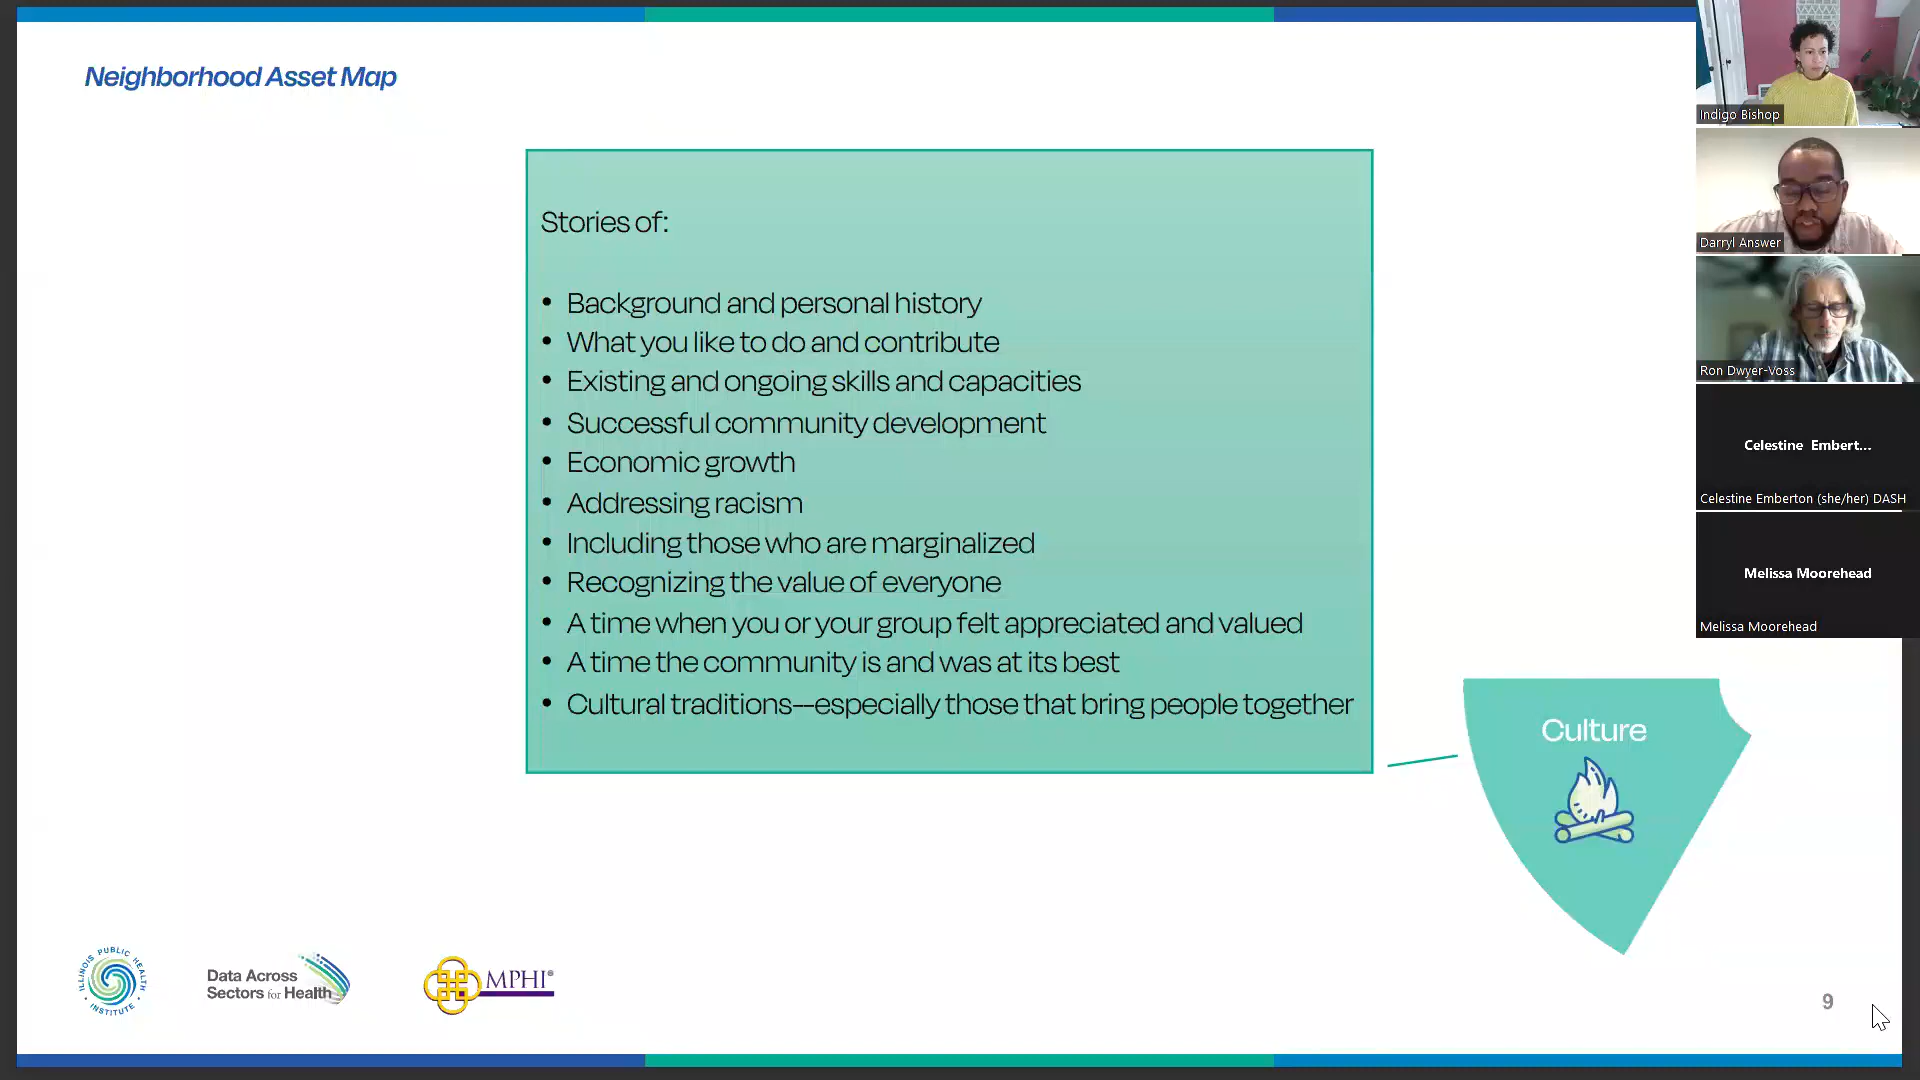 Neighborhood Asset Map
Stories of:
• Background and personal history
• What you like to do and contribute
• Existing and ongoing skills and capacities
• Successful community development
• Economic growth
• Addressing racism
• Including those who are marginalized
• Recognizing the value of everyone
• A time when you or your group felt appreciated and valued
• A time the community is and was at its best
• Cultural traditions--especially those that bring people together
Culture
Indigo Bishop
Darryl Answer
Ron Dwyer-Voss
Celestine Embert...
Celestine Emberton (she/her) DASH
Melissa Moorehead
Melissa Moorehead
ILLINOIS PUBLIC HEALTH
INSTITUTE
Data Across
Sectors for Health
MPHI®
9